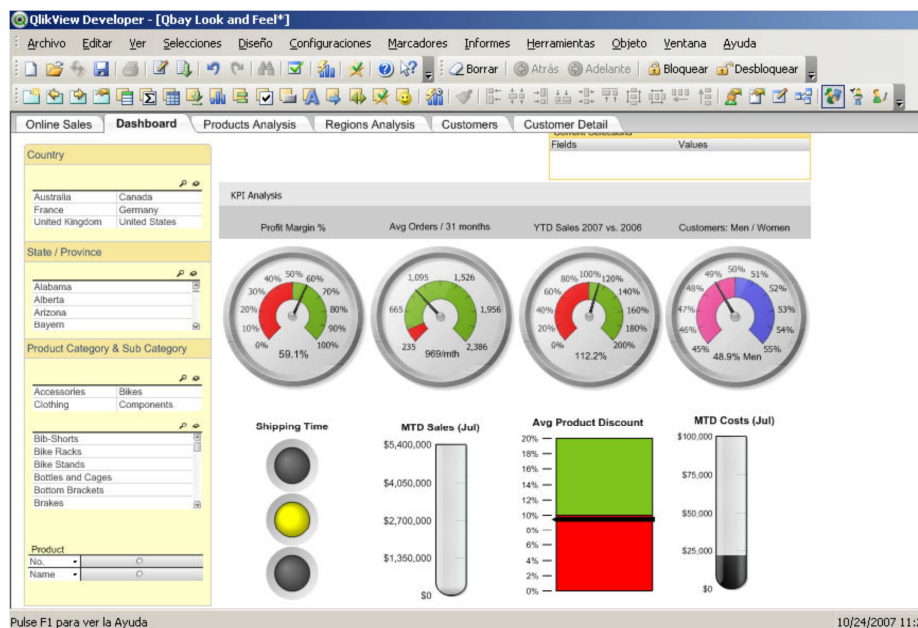 QlikView Developer - [Qbay Look and Feel*]
Archivo Editar Ver Selecciones Diseño Configuraciones Marcadores Informes Herramientas Objeto Ventana Ayuda
Borrar Atrás Adelante Bloquear Desbloquear
Online Sales Dashboard Products Analysis Regions Analysis Customers Customer Detail
Current Selections
Fields Values
Country
Australia Canada
France Germany
United Kingdom United States
State / Province
Alabama
Alberta
Arizona
Bayern
Product Category & Sub Category
Accessories Bikes
Clothing Components
Bib-Shorts
Bike Racks
Bike Stands
Bottles and Cages
Bottom Brackets
Brakes
Product
No.
Name
KPI Analysis
Profit Margin % Avg Orders / 31 months YTD Sales 2007 vs. 2006 Customers: Men / Women
0% 10% 20% 30% 40% 50% 60% 70% 80% 90% 100%
59.1%
235 665 1,095 1,526 1,956 2,386
969/mth
0% 20% 40% 60% 80% 100% 120% 140% 160% 180% 200%
112.2%
45% 46% 47% 48% 49% 50% 51% 52% 53% 54% 55%
48.9% Men
Shipping Time
MTD Sales (Jul)
$5,400,000
$4,050,000
$2,700,000
$1,350,000
$0
Avg Product Discount
20%
18%
16%
14%
12%
10%
8%
6%
4%
2%
0%
MTD Costs (Jul)
$100,000
$75,000
$50,000
$25,000
$0
Pulse F1 para ver la Ayuda
10/24/2007 11: